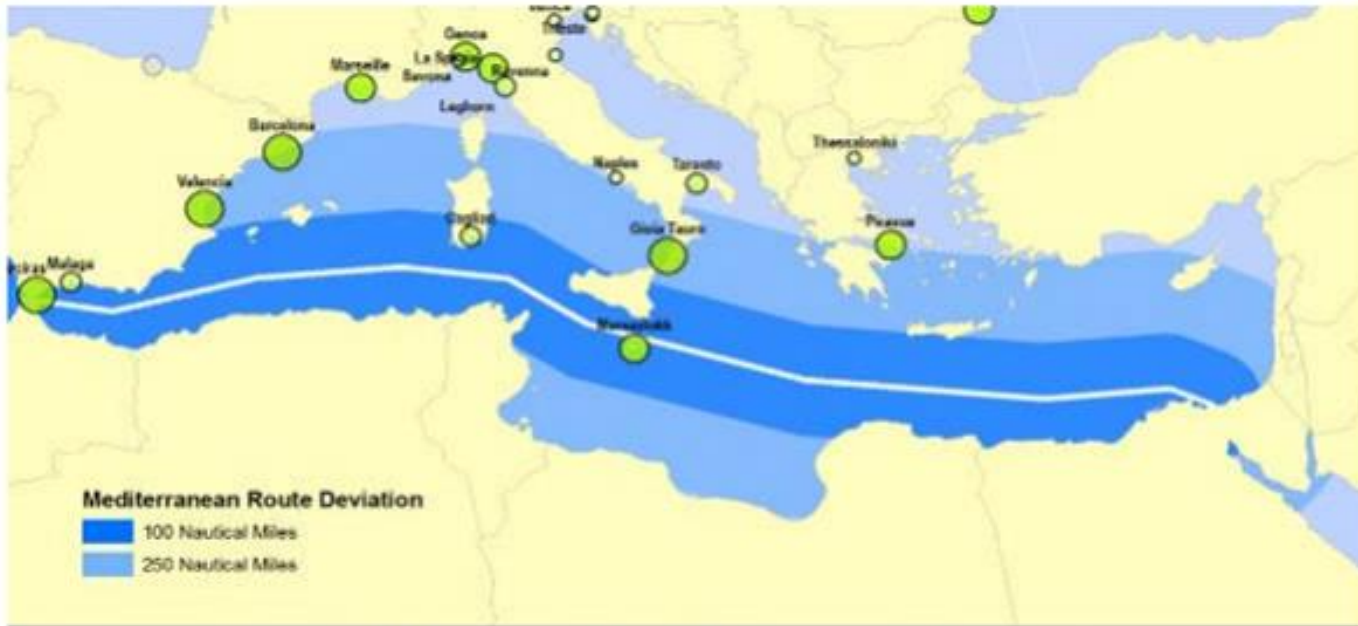 Trieste
Genoa
La Spezia
Marseille
Savona
Ravenna
Leghorn
Barcelona
Thessaloniki
Naples
Taranto
Valencia
Cagliari
Piraeus
Gioia Tauro
Malaga
Marsaxlokk
Mediterranean Route Deviation
100 Nautical Miles
250 Nautical Miles